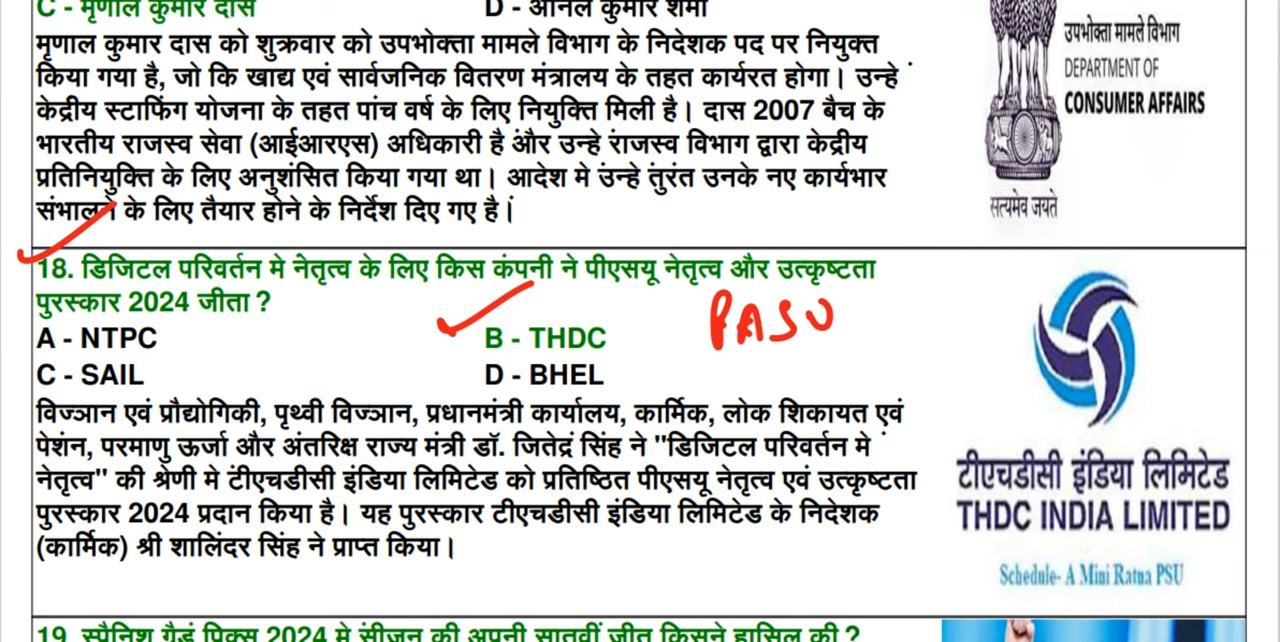 C - मृणाल कुमार दास D - अनिल कुमार शर्मा
मृणाल कुमार दास को शुक्रवार को उपभोक्ता मामले विभाग के निदेशक पद पर नियुक्त
किया गया है, जो कि खाद्य एवं सार्वजनिक वितरण मंत्रालय के तहत कार्यरत होगा। उन्हे
केद्रीय स्टाफिंग योजना के तहत पांच वर्ष के लिए नियुक्ति मिली है। दास 2007 बैच के
भारतीय राजस्व सेवा (आईआरएस) अधिकारी है और उन्हे राजस्व विभाग द्वारा केद्रीय
प्रतिनियुक्ति के लिए अनुशंसित किया गया था। आदेश मे उन्हे तुरंत उनके नए कार्यभार
संभालने के लिए तैयार होने के निर्देश दिए गए है।
उपभोक्ता मामले विभाग
DEPARTMENT OF
CONSUMER AFFAIRS
सत्यमेव जयते
18. डिजिटल परिवर्तन मे नेतृत्व के लिए किस कंपनी ने पीएसयू नेतृत्व और उत्कृष्टता
पुरस्कार 2024 जीता?
A - NTPC B - THDC
PASU
C - SAIL D - BHEL
विज्ञान एवं प्रौद्योगिकी, पृथ्वी विज्ञान, प्रधानमंत्री कार्यालय, कार्मिक, लोक शिकायत एवं
पेशंन, परमाणु ऊर्जा और अंतरिक्ष राज्य मंत्री डॉ. जितेद्रं सिंह ने "डिजिटल परिवर्तन मे
नेतृत्व" की श्रेणी मे टीएचडीसी इंडिया लिमिटेड को प्रतिष्ठित पीएसयू नेतृत्व एवं उत्कृष्टता
पुरस्कार 2024 प्रदान किया है। यह पुरस्कार टीएचडीसी इंडिया लिमिटेड के निदेशक
(कार्मिक) श्री शालिंदर सिंह ने प्राप्त किया।
टीएचडीसी इंडिया लिमिटेड
THDC INDIA LIMITED
Schedule- A Mini Ratna PSU
19. स्पैनिश ग्रैडं प्रिक्स 2024 मे सीजन की अपनी सातवीं जीत किसने हासिल की?